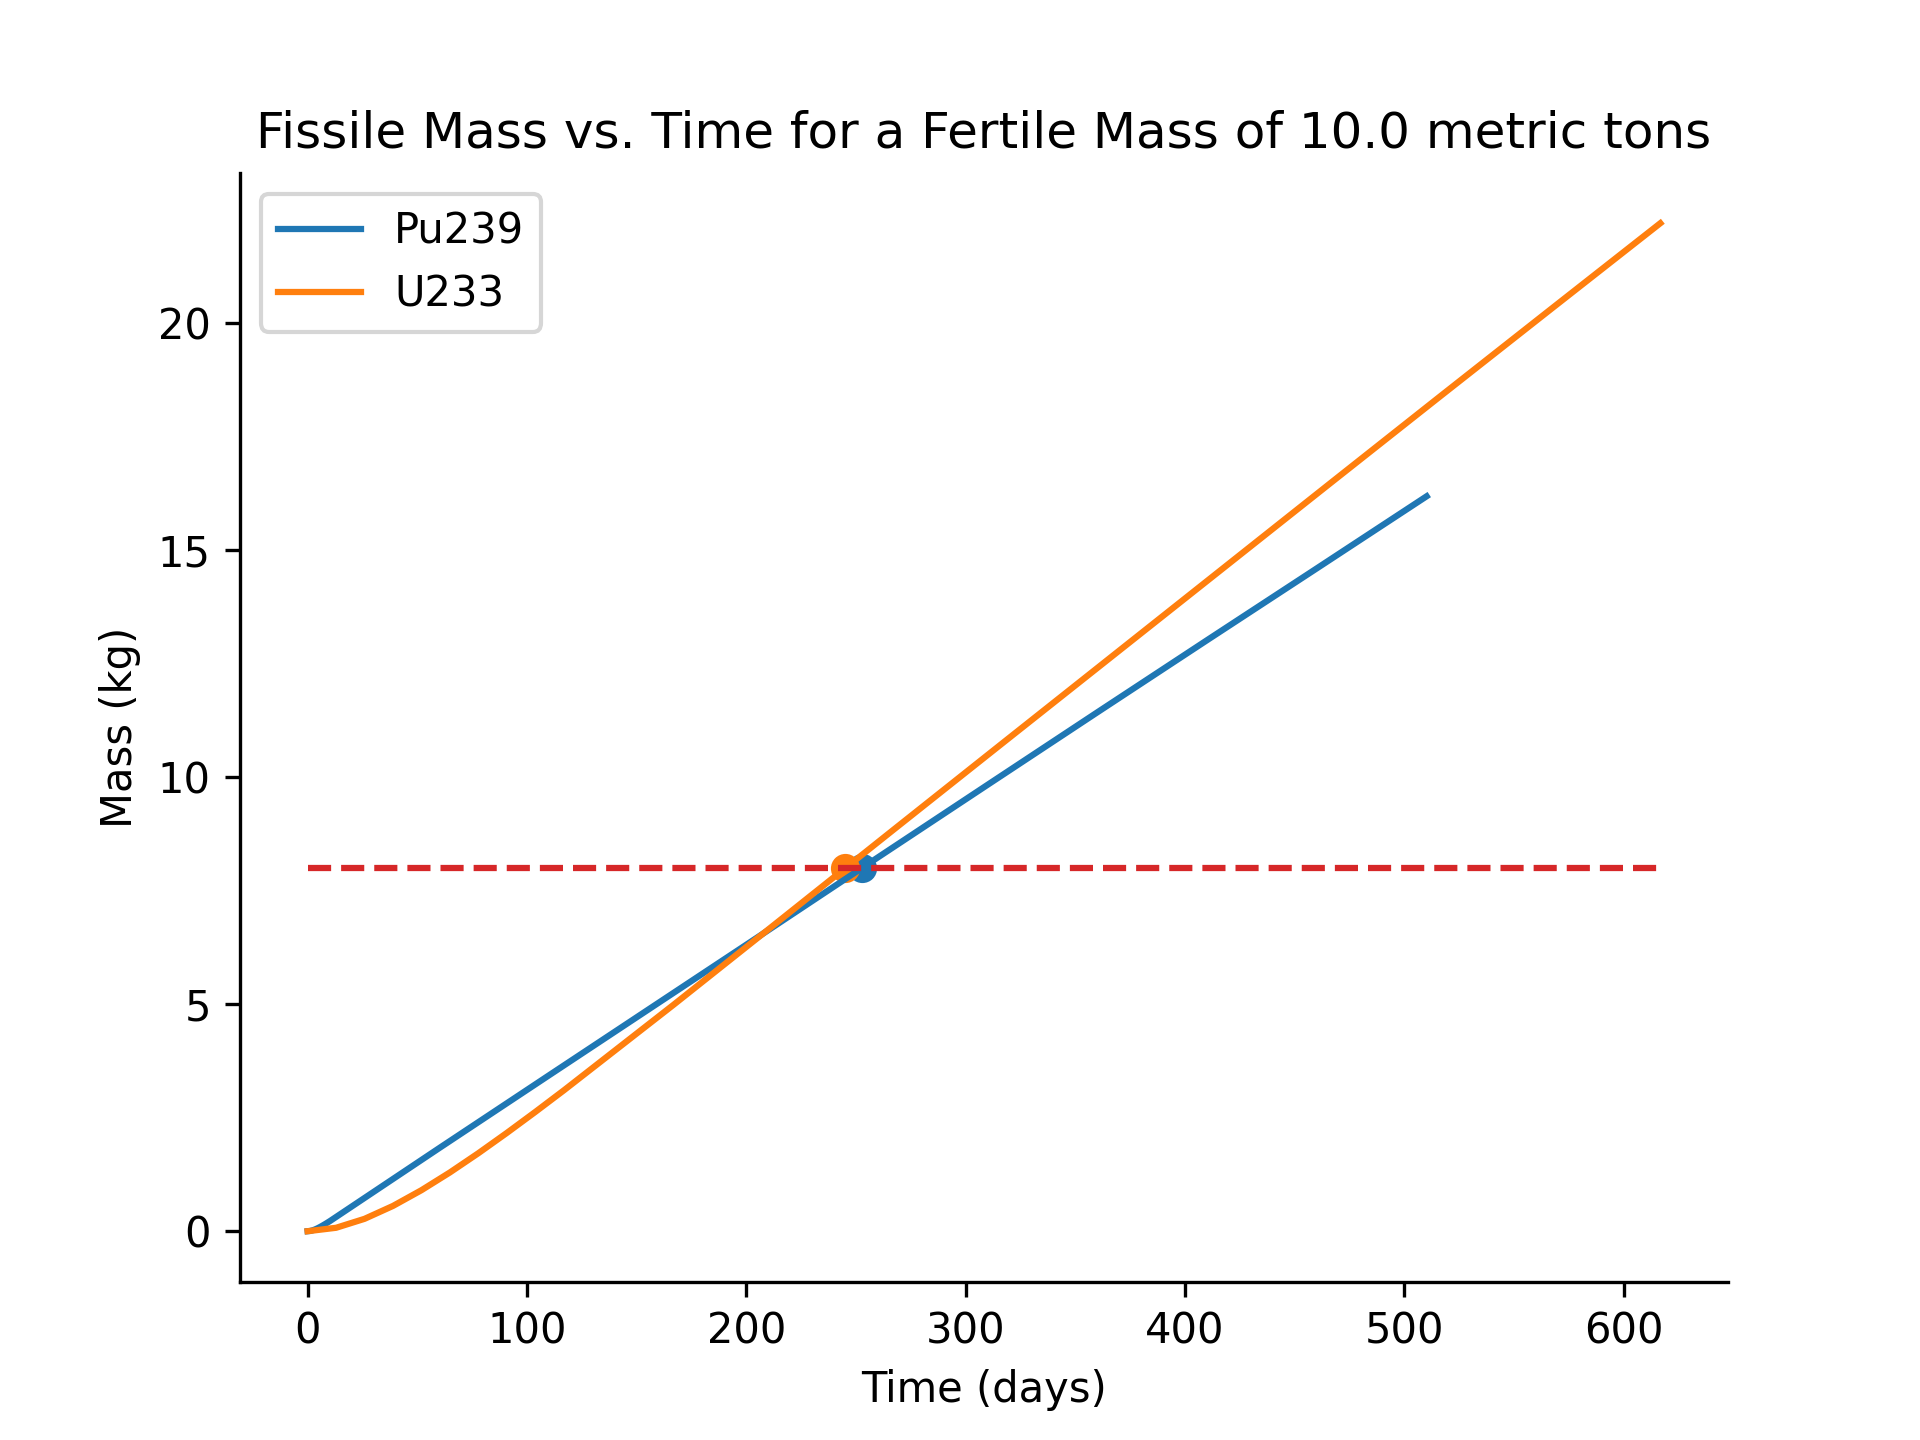 Fissile Mass vs. Time for a Fertile Mass of 10.0 metric tons
Pu239
U233
20
15
10
5
0
Mass (kg)
0 100 200 300 400 500 600
Time (days)